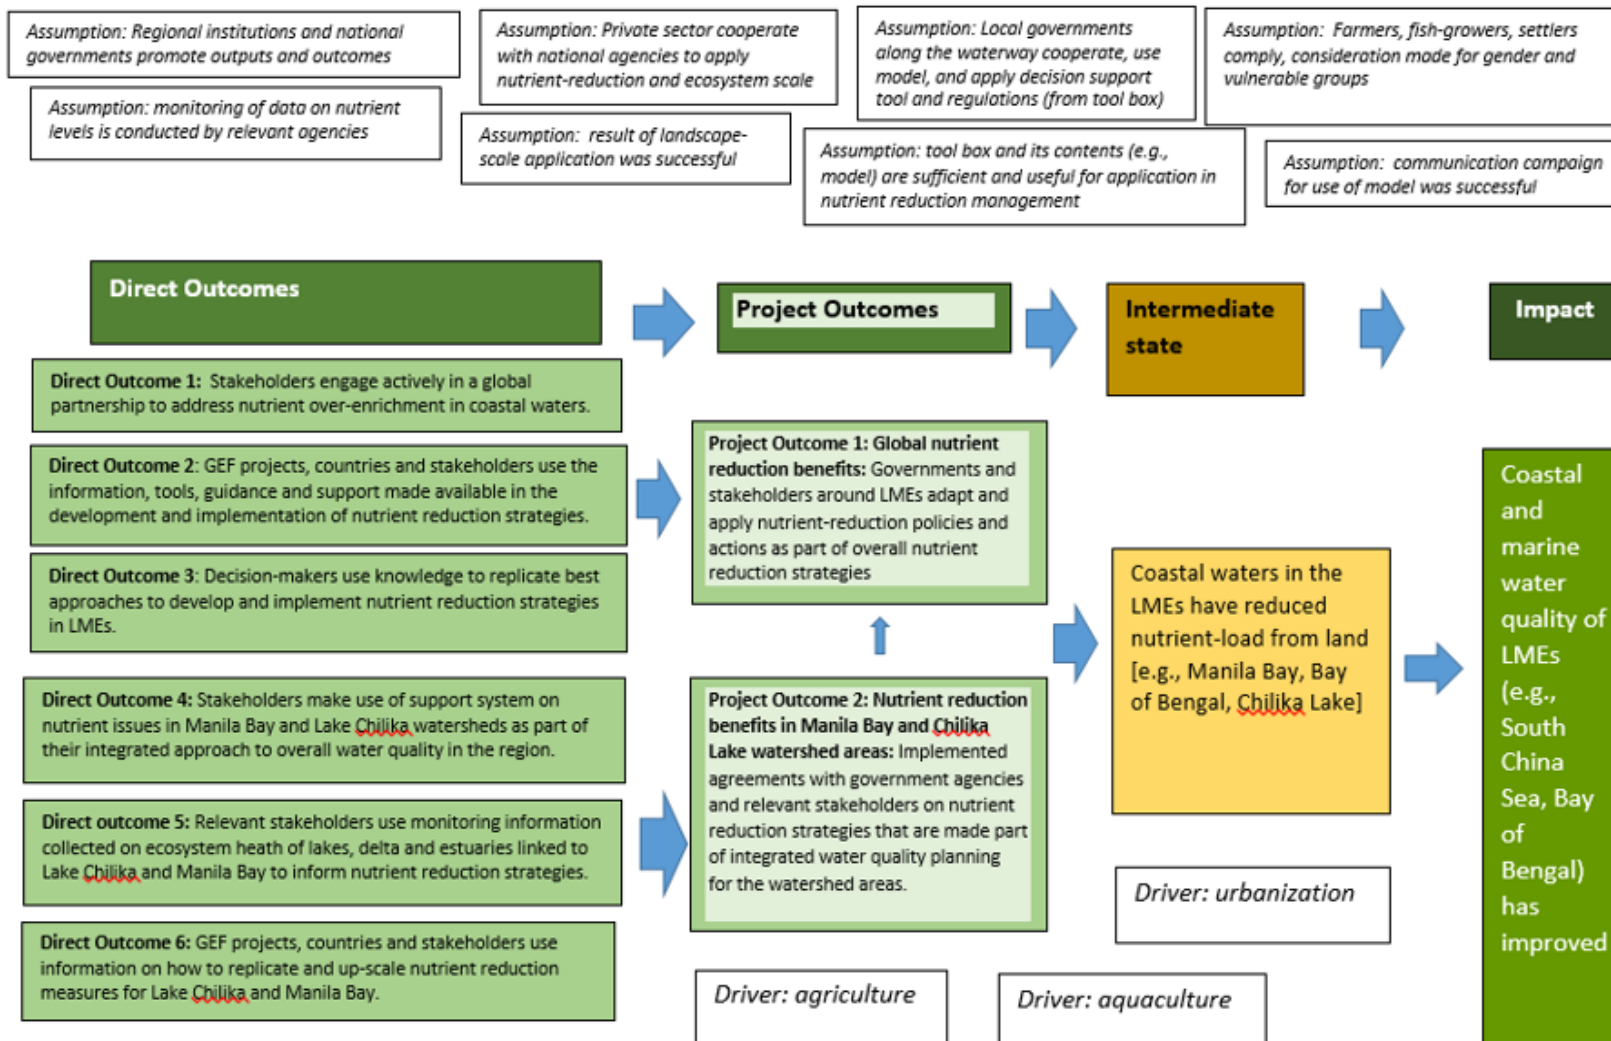 Assumption: Regional institutions and national
governments promote outputs and outcomes
Assumption: monitoring of data on nutrient
levels is conducted by relevant agencies
Assumption: Private sector cooperate
with national agencies to apply
nutrient-reduction and ecosystem scale
Assumption: result of landscape-
scale application was successful
Assumption: Local governments
along the waterway cooperate, use
model, and apply decision support
tool and regulations (from tool box)
Assumption: tool box and its contents (e.g.,
model) are sufficient and useful for application in
nutrient reduction management
Assumption: Farmers, fish-growers, settlers
comply, consideration made for gender and
vulnerable groups
Assumption: communication campaign
for use of model was successful
Direct Outcomes
Project Outcomes
Intermediate
state
Impact
Direct Outcome 1: Stakeholders engage actively in a global
partnership to address nutrient over-enrichment in coastal waters.
Direct Outcome 2: GEF projects, countries and stakeholders use the
information, tools, guidance and support made available in the
development and implementation of nutrient reduction strategies.
Direct Outcome 3: Decision-makers use knowledge to replicate best
approaches to develop and implement nutrient reduction strategies
in LMEs.
Direct Outcome 4: Stakeholders make use of support system on
nutrient issues in Manila Bay and Lake Chilika watersheds as part of
their integrated approach to overall water quality in the region.
Direct outcome 5: Relevant stakeholders use monitoring information
collected on ecosystem heath of lakes, delta and estuaries linked to
Lake Chilika and Manila Bay to inform nutrient reduction strategies.
Direct Outcome 6: GEF projects, countries and stakeholders use
information on how to replicate and up-scale nutrient reduction
measures for Lake Chilika and Manila Bay.
Project Outcome 1: Global nutrient
reduction benefits: Governments and
stakeholders around LMEs adapt and
apply nutrient-reduction policies and
actions as part of overall nutrient
reduction strategies
Project Outcome 2: Nutrient reduction
benefits in Manila Bay and Chilika
Lake watershed areas: Implemented
agreements with government agencies
and relevant stakeholders on nutrient
reduction strategies that are made part
of integrated water quality planning
for the watershed areas.
Coastal waters in the
LMEs have reduced
nutrient-load from land
[e.g., Manila Bay, Bay
of Bengal, Chilika Lake]
Driver: urbanization
Driver: agriculture
Driver: aquaculture
Coastal
and
marine
water
quality of
LMEs
(e.g.,
South
China
Sea, Bay
of
Bengal)
has
improved